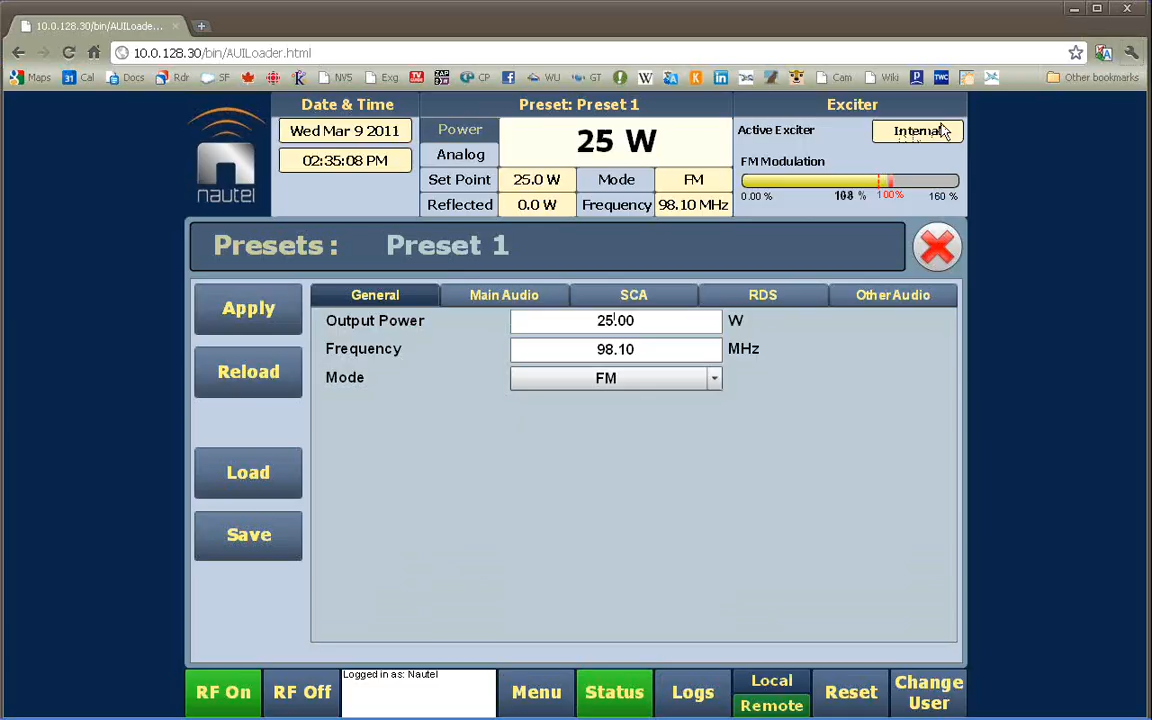 10.0.128.30/bin/AUILoade...
10.0.128.30/bin/AUILoader.html
Maps
31 Cal
Docs
Rdr
SF
NV5
Exg
ZAP
CP
WU
GT
W
Cam
Wiki
TWC
Other bookmarks
nautel
Date & Time
Wed Mar 9 2011
02:35:08 PM
Preset: Preset 1
Power
Analog
25 W
Set Point 25.0 W Mode FM
Reflected 0.0 W Frequency 98.10 MHz
Exciter
Active Exciter Internal
FM Modulation
0.00 % 100% 160 %
Presets : Preset 1
Apply
Reload
Load
Save
General Main Audio SCA RDS Other Audio
Output Power 25.00 W
Frequency 98.10 MHz
Mode FM
RF On
RF Off
Logged in as: Nautel
Menu
Status
Logs
Local
Remote
Reset
Change
User